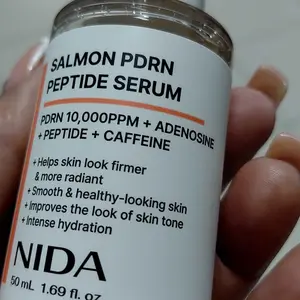 SALMON PDRN
PEPTIDE SERUM
PDRN 10,000PPM + ADENOSINE
+ PEPTIDE + CAFFEINE
+ Helps skin look firmer
& more radiant
+ Smooth & healthy-looking skin
+ Improves the look of skin tone
+ Intense hydration
NIDA
50 mL 1.69 fl. oz